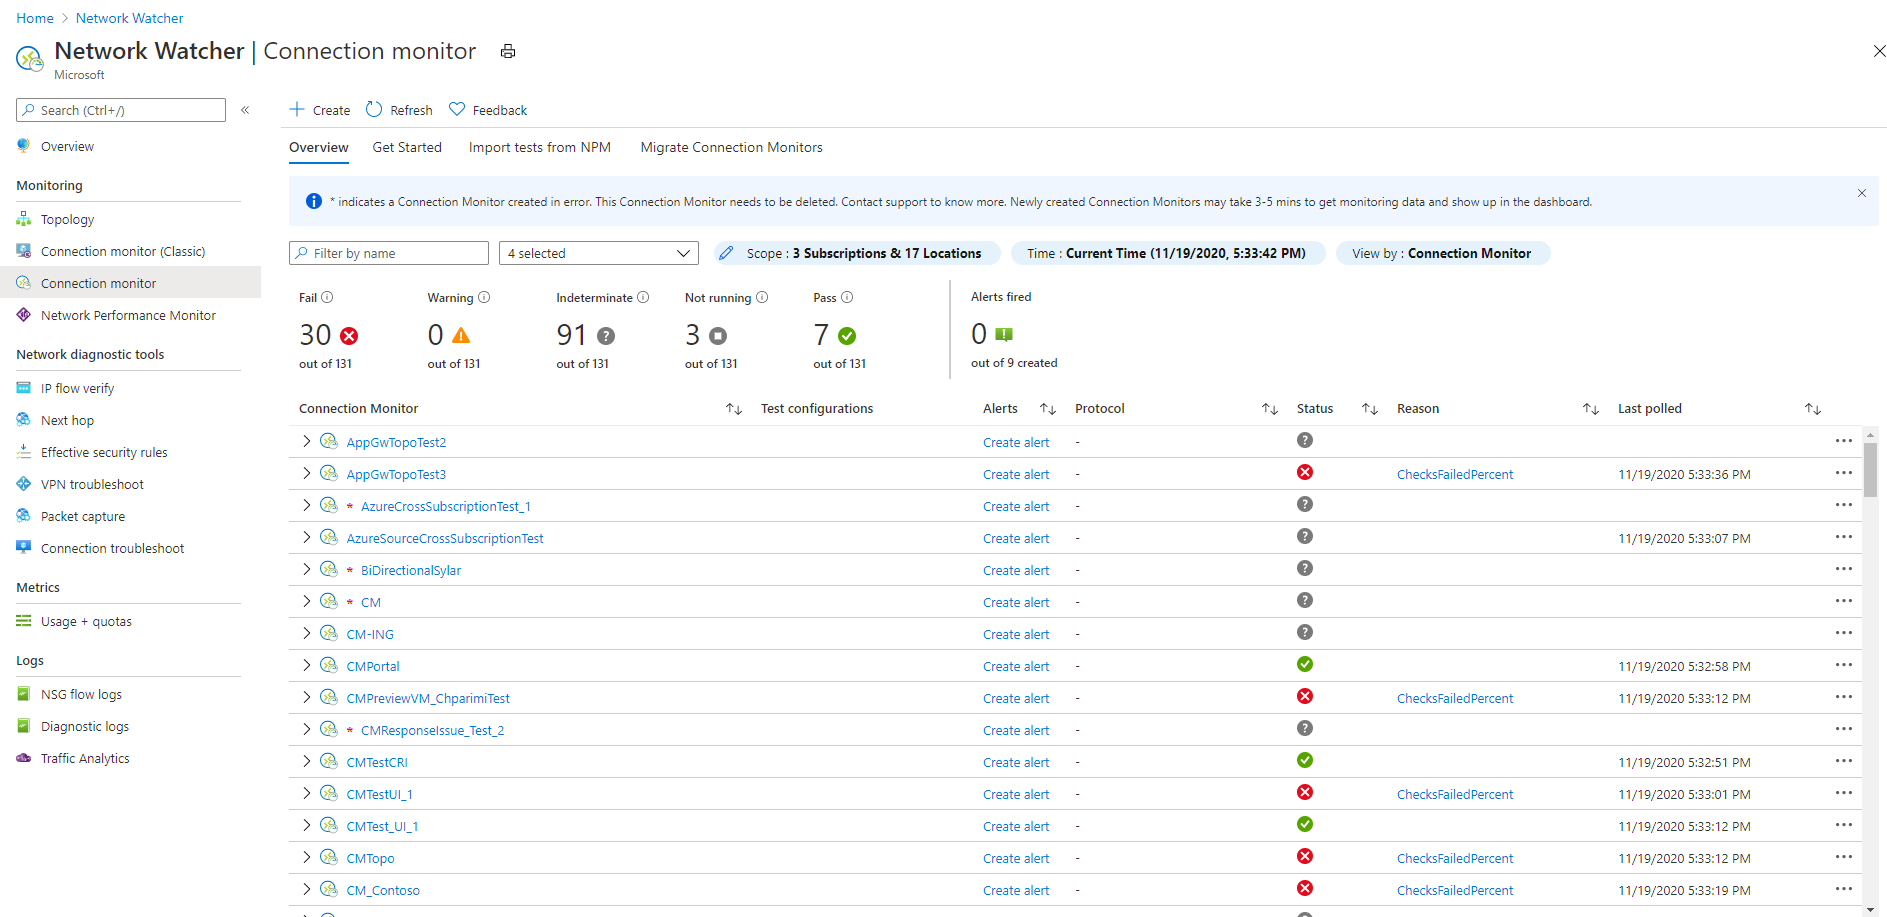 Home > Network Watcher
Network Watcher | Connection monitor
Microsoft
Search (Ctrl+/)
«
Overview
Monitoring
Topology
Connection monitor (Classic)
Connection monitor
Network Performance Monitor
Network diagnostic tools
IP flow verify
Next hop
Effective security rules
VPN troubleshoot
Packet capture
Connection troubleshoot
Metrics
Usage + quotas
Logs
NSG flow logs
Diagnostic logs
Traffic Analytics
Create Refresh Feedback
Overview Get Started Import tests from NPM Migrate Connection Monitors
* indicates a Connection Monitor created in error. This Connection Monitor needs to be deleted. Contact support to know more. Newly created Connection Monitors may take 3-5 mins to get monitoring data and show up in the dashboard.
Filter by name 4 selected Scope : 3 Subscriptions & 17 Locations Time : Current Time (11/19/2020, 5:33:42 PM) View by : Connection Monitor
Fail Warning Indeterminate Not running Pass Alerts fired
30 0 91 3 7 0
out of 131 out of 131 out of 131 out of 131 out of 131 out of 9 created
Connection Monitor Test configurations Alerts Protocol Status Reason Last polled
AppGwTopoTest2 Create alert -
AppGwTopoTest3 Create alert - ChecksFailedPercent 11/19/2020 5:33:36 PM
* AzureCrossSubscriptionTest_1 Create alert -
AzureSourceCrossSubscriptionTest Create alert - 11/19/2020 5:33:07 PM
* BiDirectionalSylar Create alert -
* CM Create alert -
CM-ING Create alert -
CMPortal Create alert - 11/19/2020 5:32:58 PM
CMPreviewVM_ChparimiTest Create alert - ChecksFailedPercent 11/19/2020 5:33:12 PM
* CMResponseIssue_Test_2 Create alert -
CMTestCRI Create alert - 11/19/2020 5:32:51 PM
CMTestUI_1 Create alert - ChecksFailedPercent 11/19/2020 5:33:01 PM
CMTest_UI_1 Create alert - 11/19/2020 5:33:12 PM
CMTopo Create alert - ChecksFailedPercent 11/19/2020 5:33:12 PM
CM_Contoso Create alert - ChecksFailedPercent 11/19/2020 5:33:19 PM